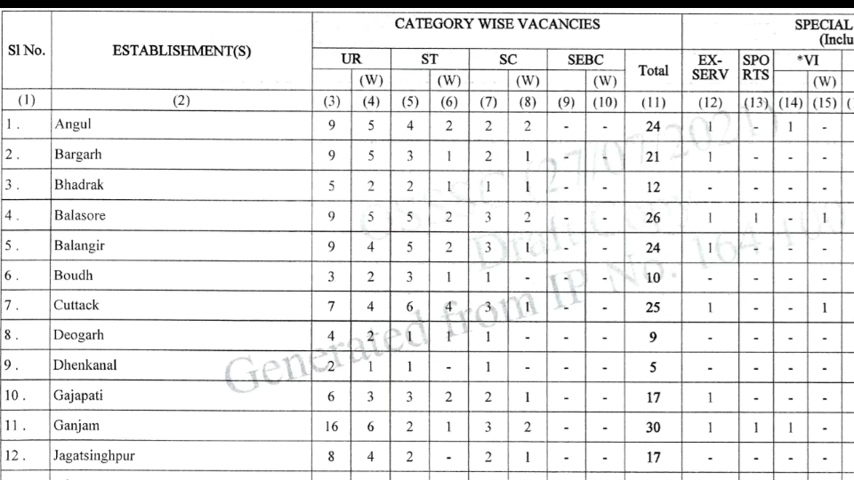 CATEGORY WISE VACANCIES SPECIAL
(Inclu
Sl No. ESTABLISHMENT(S) UR ST SC SEBC Total EX-SERV SPORTS *VI
(W) (W) (W) (W) (W)
(1) (2) (3) (4) (5) (6) (7) (8) (9) (10) (11) (12) (13) (14) (15) (
1. Angul 9 5 4 2 2 2 - - 24 1 - 1 -
2. Bargarh 9 5 3 1 2 1 - - 21 1 - - -
3. Bhadrak 5 2 2 1 1 1 - - 12 - - - -
4. Balasore 9 5 5 2 3 2 - - 26 1 1 - 1
5. Balangir 9 4 5 2 3 1 - - 24 1 - - -
6. Boudh 3 2 3 1 1 - - - 10 - - - -
7. Cuttack 7 4 6 4 3 1 - - 25 1 - - 1
8. Deogarh 4 2 1 1 1 - - - 9 - - - -
9. Dhenkanal 2 1 1 - 1 - - - 5 - - - -
10. Gajapati 6 3 3 2 2 1 - - 17 1 - - -
11. Ganjam 16 6 2 1 3 2 - - 30 1 1 1 -
12. Jagatsinghpur 8 4 2 - 2 1 - - 17 - - - -
(27/07/2021)
Draft Copy
Generated from IP No. 164.100